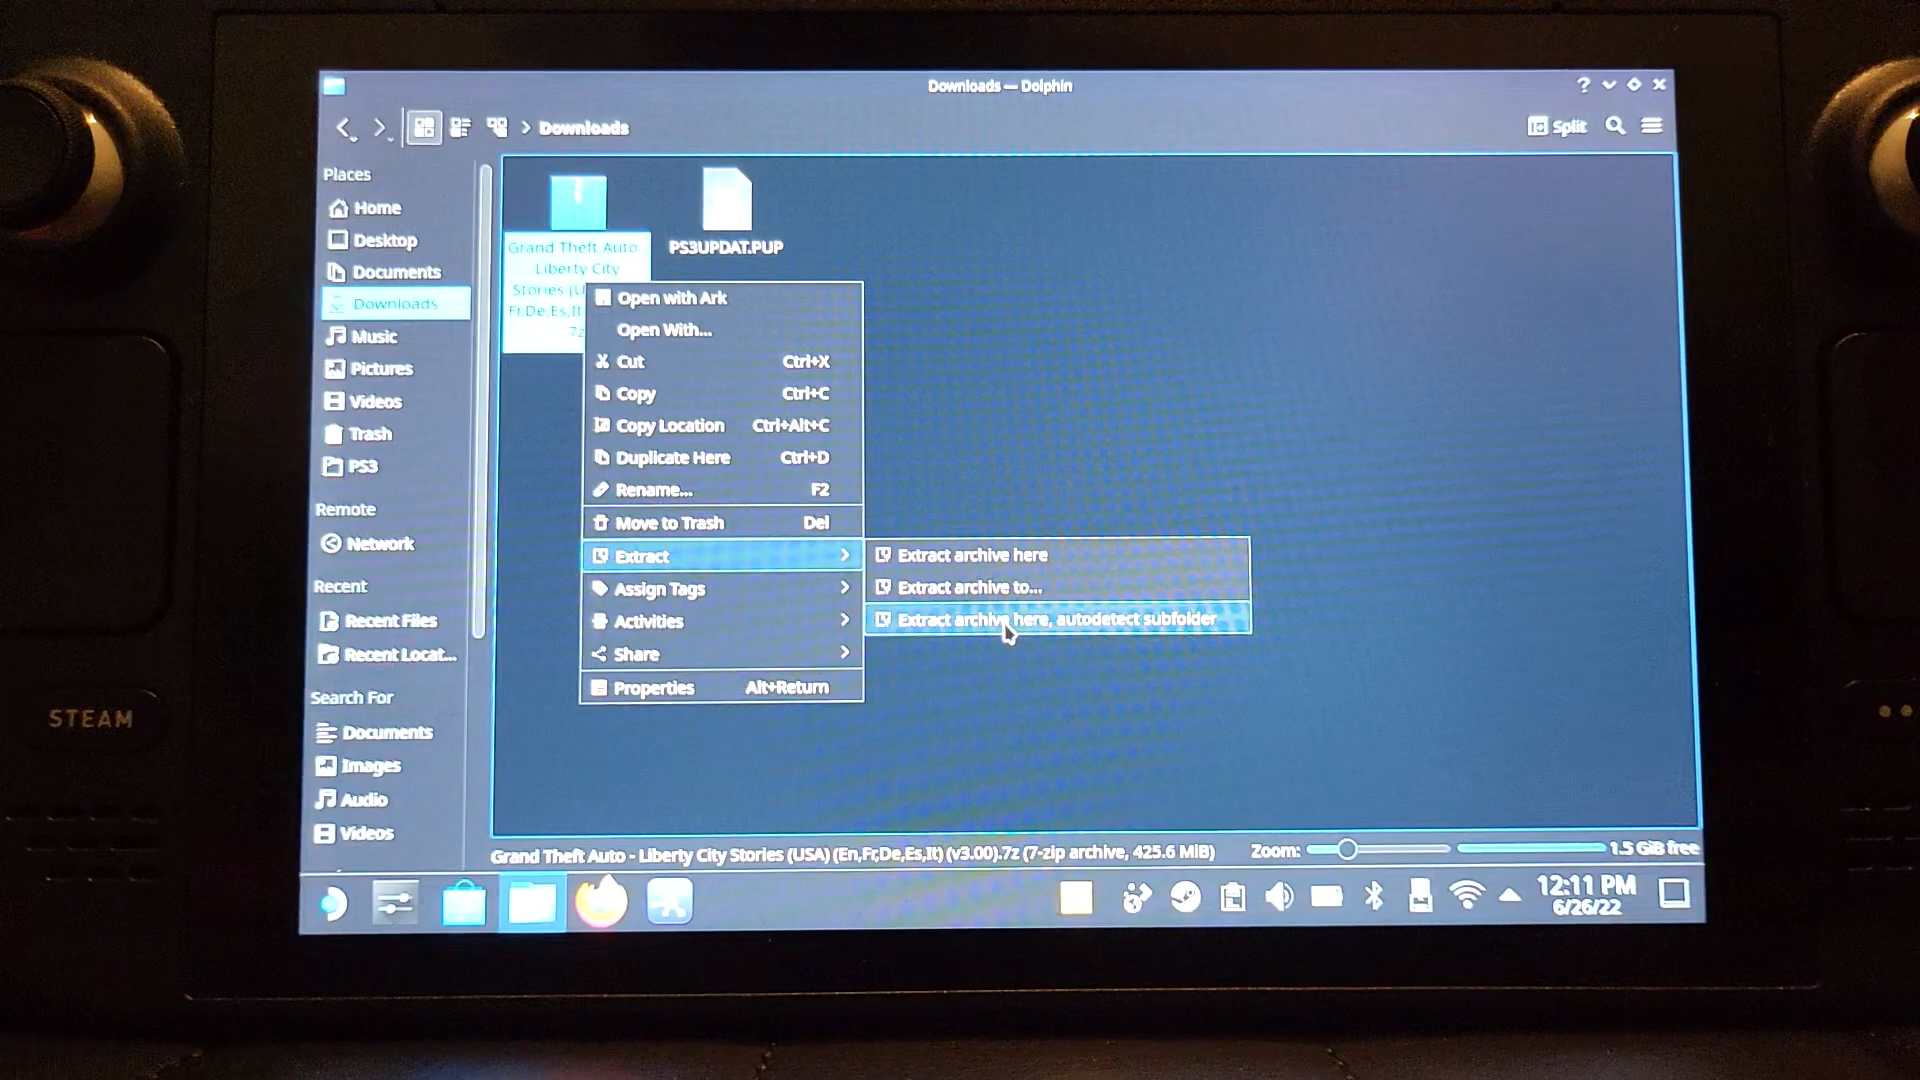 Downloads — Dolphin
Downloads
Split
Places
Home
Desktop
Documents
Downloads
Music
Pictures
Videos
Trash
PS3
Remote
Network
Recent
Recent Files
Recent Locat...
Search For
Documents
Images
Audio
Videos
Grand Theft Auto
Liberty City
Stories (U
Fr,De,Es,It
7z
PS3UPDAT.PUP
Open with Ark
Open With...
Cut Ctrl+X
Copy Ctrl+C
Copy Location Ctrl+Alt+C
Duplicate Here Ctrl+D
Rename... F2
Move to Trash Del
Extract
Assign Tags
Activities
Share
Properties Alt+Return
Extract archive here
Extract archive to...
Extract archive here, autodetect subfolder
Grand Theft Auto - Liberty City Stories (USA) (En,Fr,De,Es,It) (v3.00).7z (7-zip archive, 425.6 MiB)
Zoom:
1.5 GiB free
12:11 PM
6/26/22
STEAM